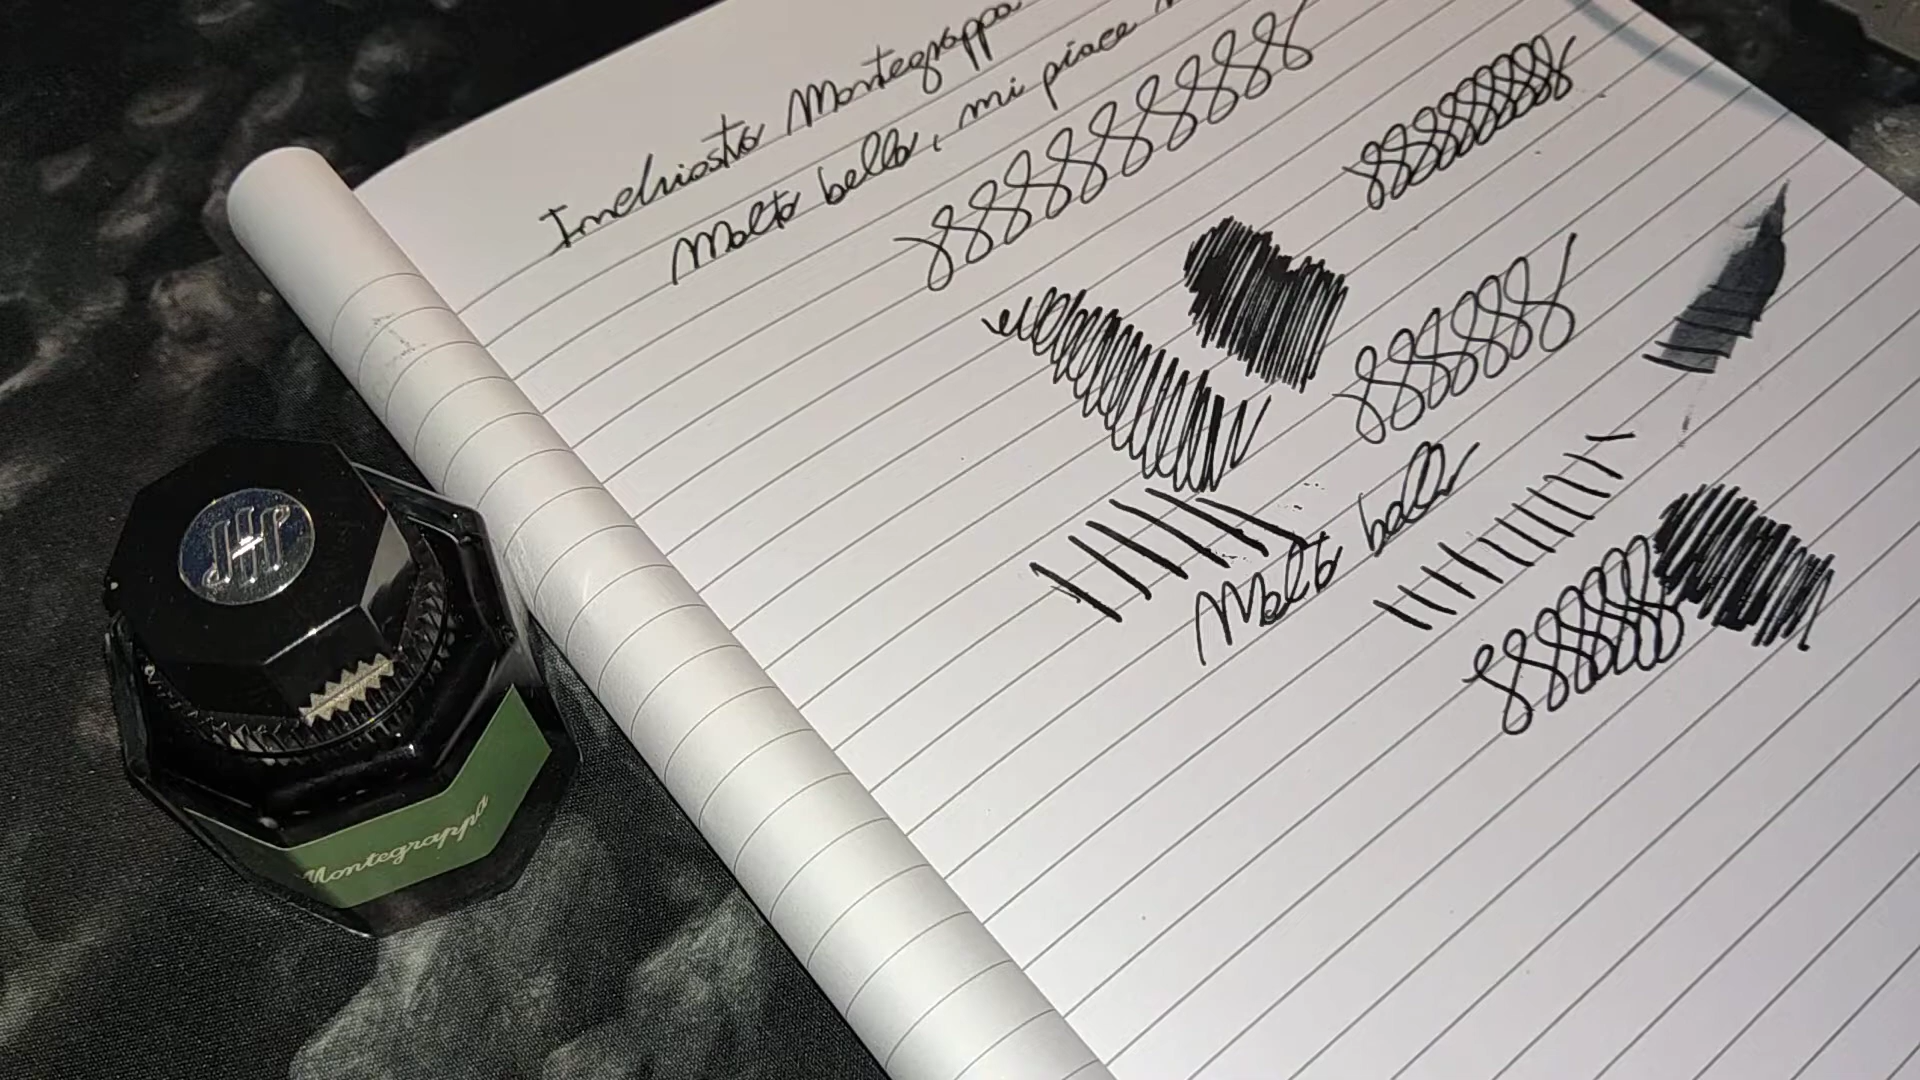 Inchiostro Montegrappa
Molto bello, mi piace
Molto bello
Montegrappa